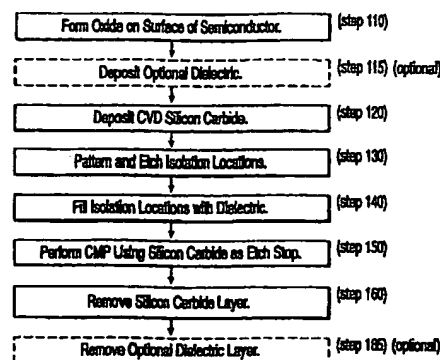 Form Oxide on Surface of Semiconductor. (step 110)
Deposit Optional Dielectric. (step 115) (optional)
Deposit CVD Silicon Carbide. (step 120)
Pattern and Etch Isolation Locations. (step 130)
Fill Isolation Locations with Dielectric. (step 140)
Perform CMP Using Silicon Carbide as Etch Stop. (step 150)
Remove Silicon Carbide Layer. (step 160)
Remove Optional Dielectric Layer. (step 165) (optional)